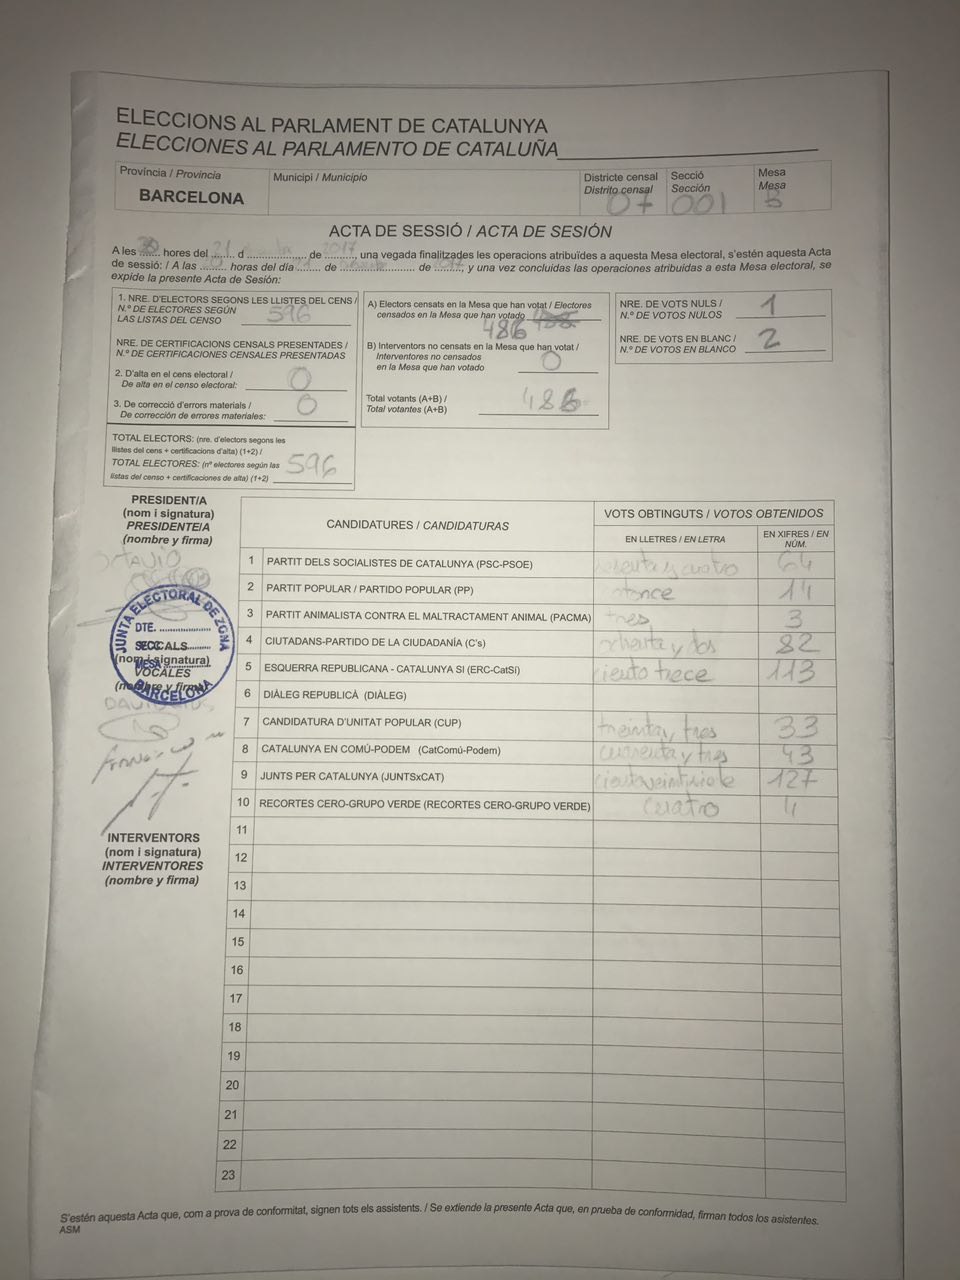 ELECCIONS AL PARLAMENT DE CATALUNYA
ELECCIONES AL PARLAMENTO DE CATALUÑA
Província / Provincia
BARCELONA
Municipi / Municipio
Districte censal
Distrito censal
07
Secció
Sección
001
Mesa
Mesa
B
ACTA DE SESSIÓ / ACTA DE SESIÓN
A les 20 hores del 21 d de 2017, una vegada finalitzades les operacions atribuïdes a aquesta Mesa electoral, s'estén aquesta Acta
de sessió: / A las horas del día de de; y una vez concluidas las operaciones atribuidas a esta Mesa electoral, se
expide la presente Acta de Sesión:
1. NRE. D'ELECTORS SEGONS LES LLISTES DEL CENS /
N.º DE ELECTORES SEGÚN
LAS LISTAS DEL CENSO 596
NRE. DE CERTIFICACIONS CENSALS PRESENTADES /
N.º DE CERTIFICACIONES CENSALES PRESENTADAS
2. D'alta en el cens electoral /
De alta en el censo electoral: 0
3. De correcció d'errors materials /
De corrección de errores materiales: 0
TOTAL ELECTORS: (nre. d'electors segons les
llistes del cens + certificacions d'alta) (1+2) /
TOTAL ELECTORES: (nº electores según las
listas del censo + certificaciones de alta) (1+2) 596
A) Electors censats en la Mesa que han votat / Electores
censados en la Mesa que han votado
486
B) Interventors no censats en la Mesa que han votat /
Interventores no censados
en la Mesa que han votado 0
Total votants (A+B) /
Total votantes (A+B) 486
NRE. DE VOTS NULS /
N.º DE VOTOS NULOS 1
NRE. DE VOTS EN BLANC /
N.º DE VOTOS EN BLANCO 2
PRESIDENT/A
(nom i signatura)
PRESIDENTE/A
(nombre y firma)
JUNTA ELECTORAL DE ZONA
DTE.
SECC.
MESA
BARCELONA
VOCALS
(nom i signatura)
VOCALES
(nombre y firma)
INTERVENTORS
(nom i signatura)
INTERVENTORES
(nombre y firma)
CANDIDATURES / CANDIDATURAS
VOTS OBTINGUTS / VOTOS OBTENIDOS
EN LLETRES / EN LETRA
EN XIFRES / EN NÚM.
1 PARTIT DELS SOCIALISTES DE CATALUNYA (PSC-PSOE) sesenta y cuatro 64
2 PARTIT POPULAR / PARTIDO POPULAR (PP) catorce 14
3 PARTIT ANIMALISTA CONTRA EL MALTRACTAMENT ANIMAL (PACMA) tres 3
4 CIUTADANS-PARTIDO DE LA CIUDADANÍA (C's) ochenta y dos 82
5 ESQUERRA REPUBLICANA - CATALUNYA SI (ERC-CatSí) ciento trece 113
6 DIÀLEG REPUBLICÀ (DIÀLEG)
7 CANDIDATURA D'UNITAT POPULAR (CUP) treinta y tres 33
8 CATALUNYA EN COMÚ-PODEM (CatComú-Podem) cuarenta y tres 43
9 JUNTS PER CATALUNYA (JUNTSxCAT) cientoveintisiete 127
10 RECORTES CERO-GRUPO VERDE (RECORTES CERO-GRUPO VERDE) cuatro 4
11
12
13
14
15
16
17
18
19
20
21
22
23
S'estén aquesta Acta que, com a prova de conformitat, signen tots els assistents. / Se extiende la presente Acta que, en prueba de conformidad, firman todos los asistentes.
ASM